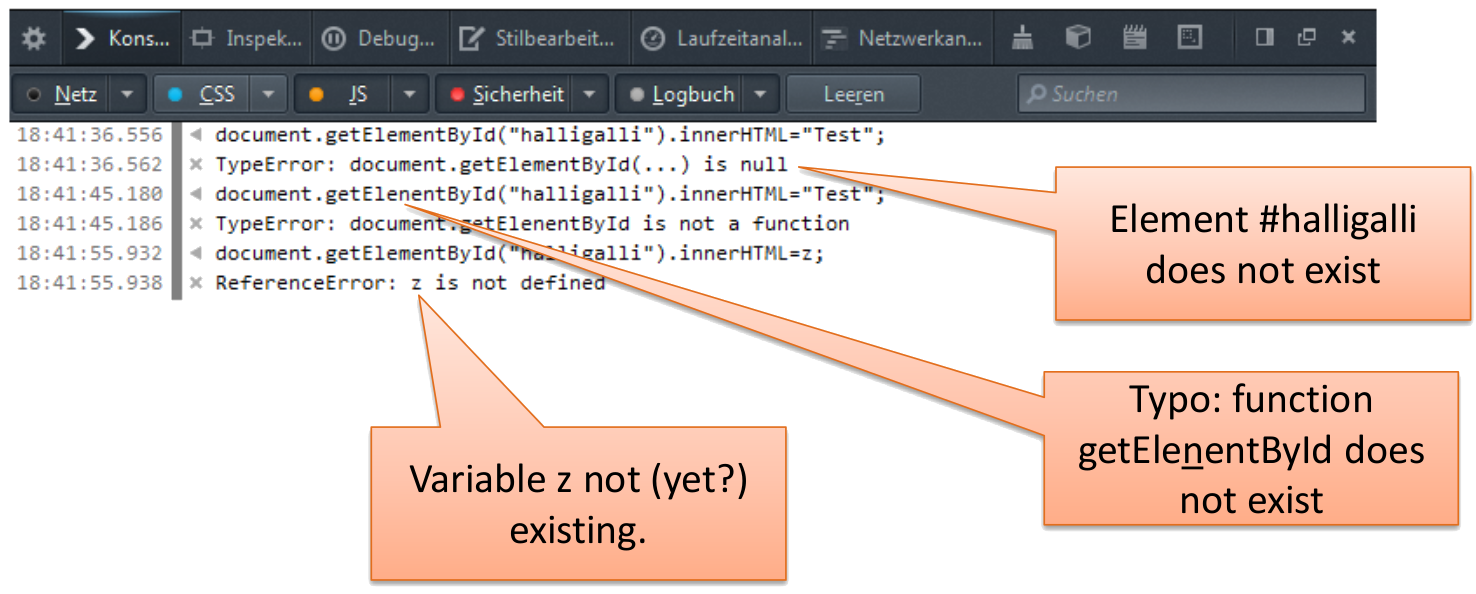 Kons... Inspek... Debug... Stilbearbeit... Laufzeitanal... Netzwerkan...
Netz CSS JS Sicherheit Logbuch Leeren Suchen
18:41:36.556 document.getElementById("halligalli").innerHTML="Test";
18:41:36.562 TypeError: document.getElementById(...) is null
18:41:45.180 document.getElenentById("halligalli").innerHTML="Test";
18:41:45.186 TypeError: document.getElenentById is not a function
18:41:55.932 document.getElementById("halligalli").innerHTML=z;
18:41:55.938 ReferenceError: z is not defined
Element #halligalli
does not exist
Typo: function
getElenentById does
not exist
Variable z not (yet?)
existing.